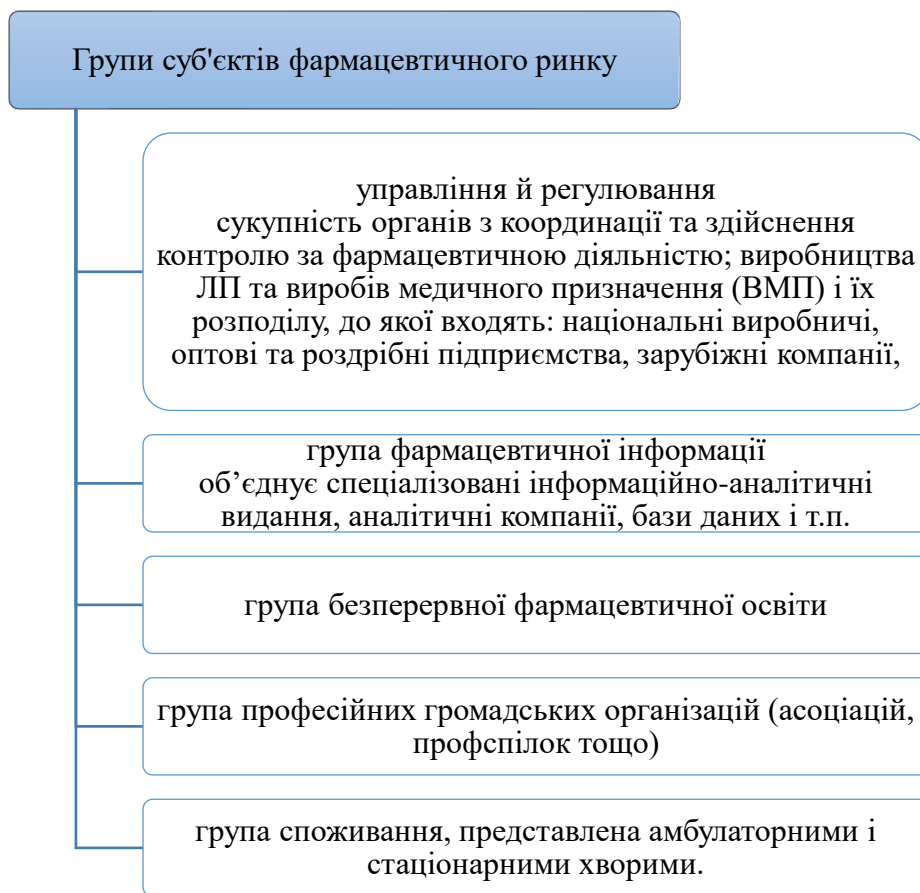 Групи суб'єктів фармацевтичного ринку
управління й регулювання
сукупність органів з координації та здійснення
контролю за фармацевтичною діяльністю; виробництва
ЛП та виробів медичного призначення (ВМП) і їх
розподілу, до якої входять: національні виробничі,
оптові та роздрібні підприємства, зарубіжні компанії,
група фармацевтичної інформації
об’єднує спеціалізовані інформаційно-аналітичні
видання, аналітичні компанії, бази даних і т.п.
група безперервної фармацевтичної освіти
група професійних громадських організацій (асоціацій,
профспілок тощо)
група споживання, представлена амбулаторними і
стаціонарними хворими.